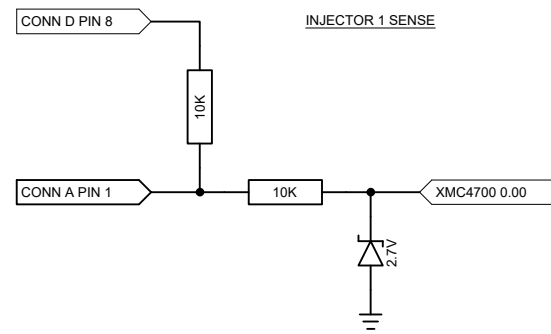 CONN D PIN 8
INJECTOR 1 SENSE
10K
CONN A PIN 1
10K
XMC4700 0.00
2.7V